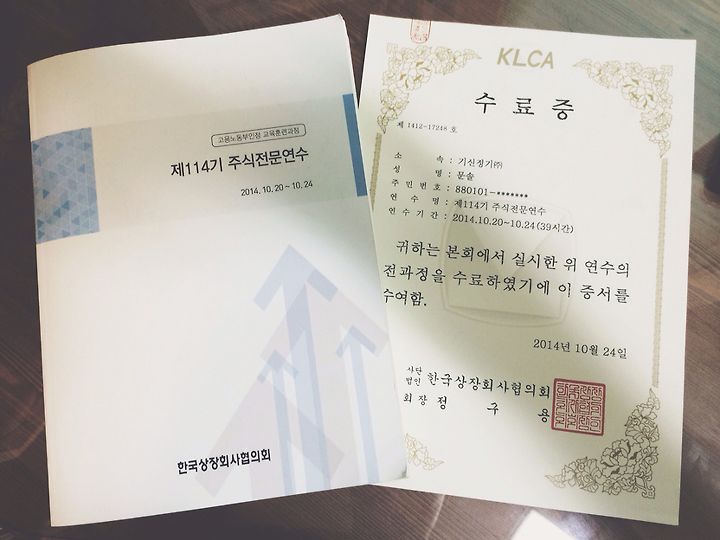 고용노동부인정 교육훈련과정
제114기 주식전문연수
2014. 10. 20 ~ 10. 24
한국상장회사협의회
KLCA
수료증
제 1412-17248 호
소 속 : 기신정기㈜
성 명 : 문솔
주민번호 : 880101-*******
연 수 명 : 제114기 주식전문연수
연수기간 : 2014.10.20~10.24(39시간)
귀하는 본회에서 실시한 위 연수의
전과정을 수료하였기에 이 증서를
수여함.
2014년 10월 24일
사단법인 한국상장회사협의회
회장 정 구 용